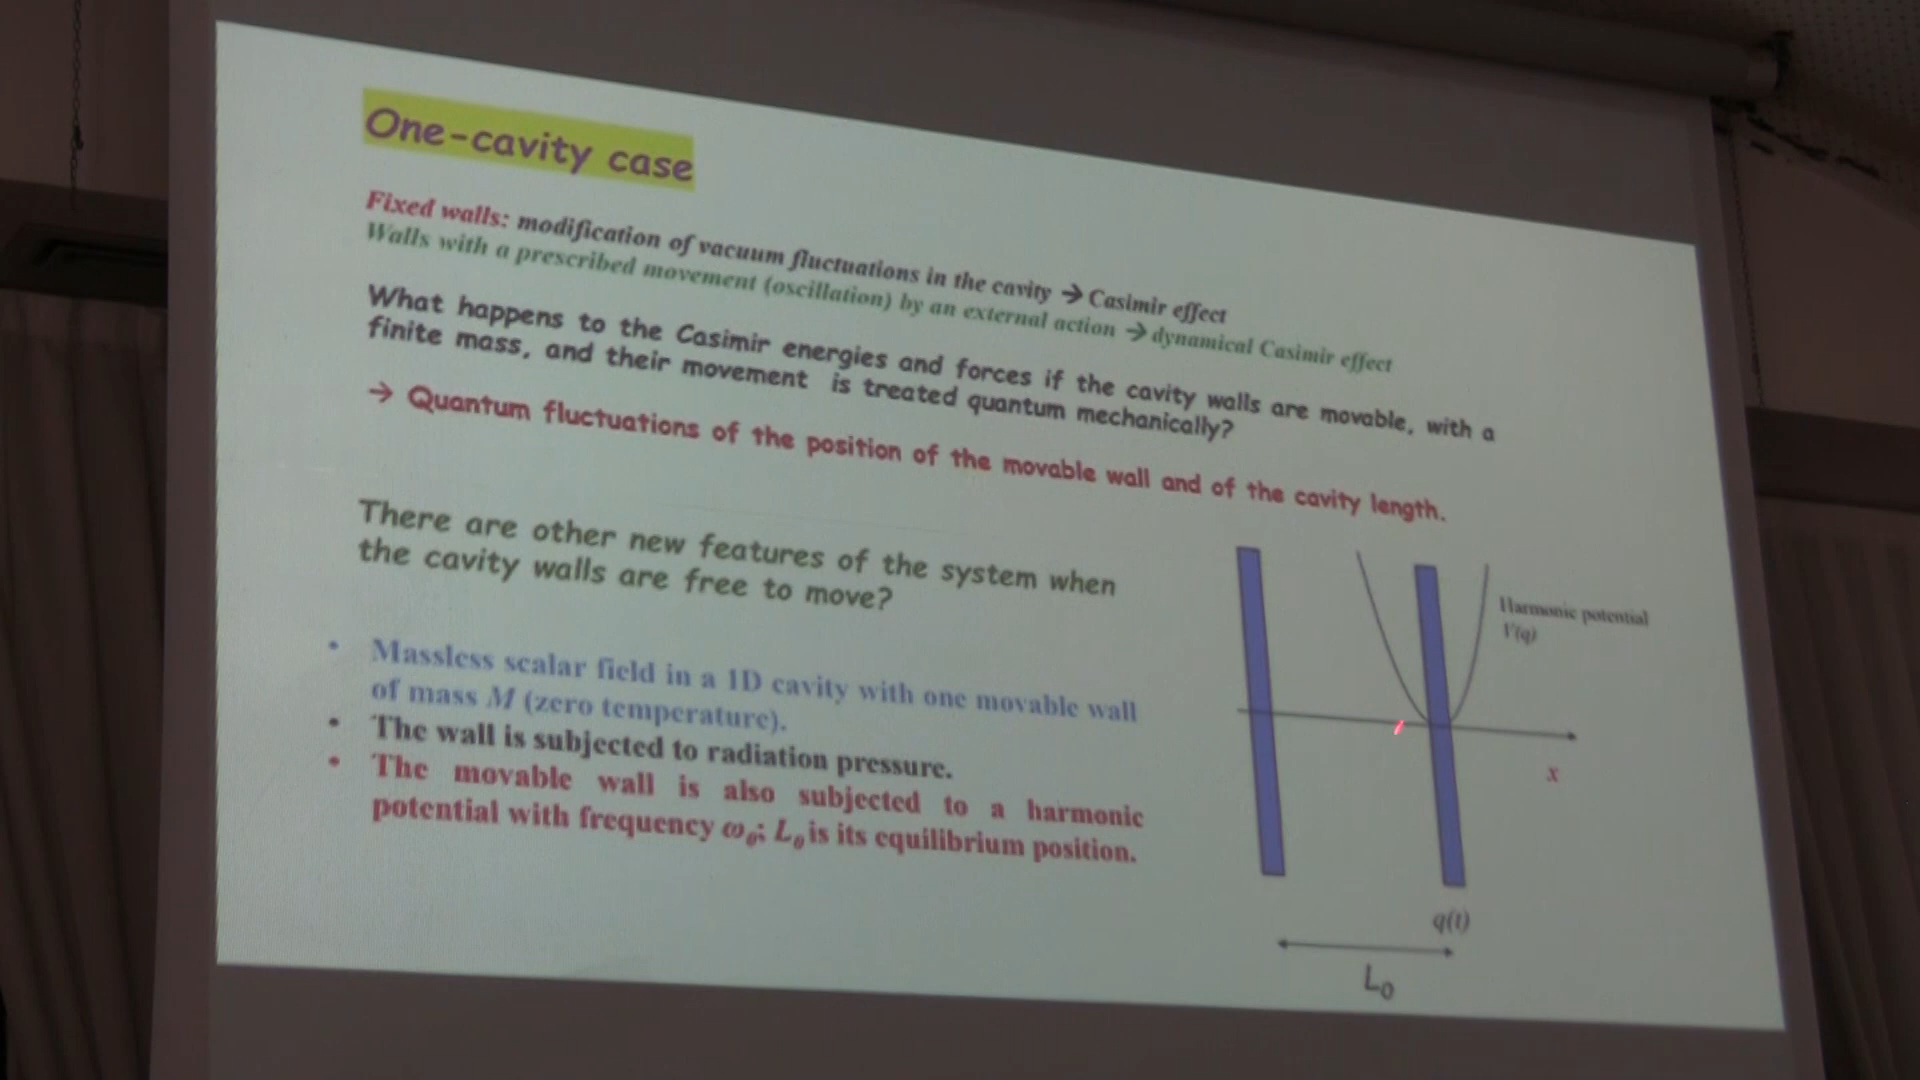 One-cavity case
Fixed walls: modification of vacuum fluctuations in the cavity → Casimir effect
Walls with a prescribed movement (oscillation) by an external action → dynamical Casimir effect
What happens to the Casimir energies and forces if the cavity walls are movable, with a
finite mass, and their movement is treated quantum mechanically?
→ Quantum fluctuations of the position of the movable wall and of the cavity length.
There are other new features of the system when
the cavity walls are free to move?
• Massless scalar field in a 1D cavity with one movable wall
of mass M (zero temperature).
• The wall is subjected to radiation pressure.
• The movable wall is also subjected to a harmonic
potential with frequency ω₀; L₀ is its equilibrium position.
Harmonic potential
V(q)
x
q(t)
L₀